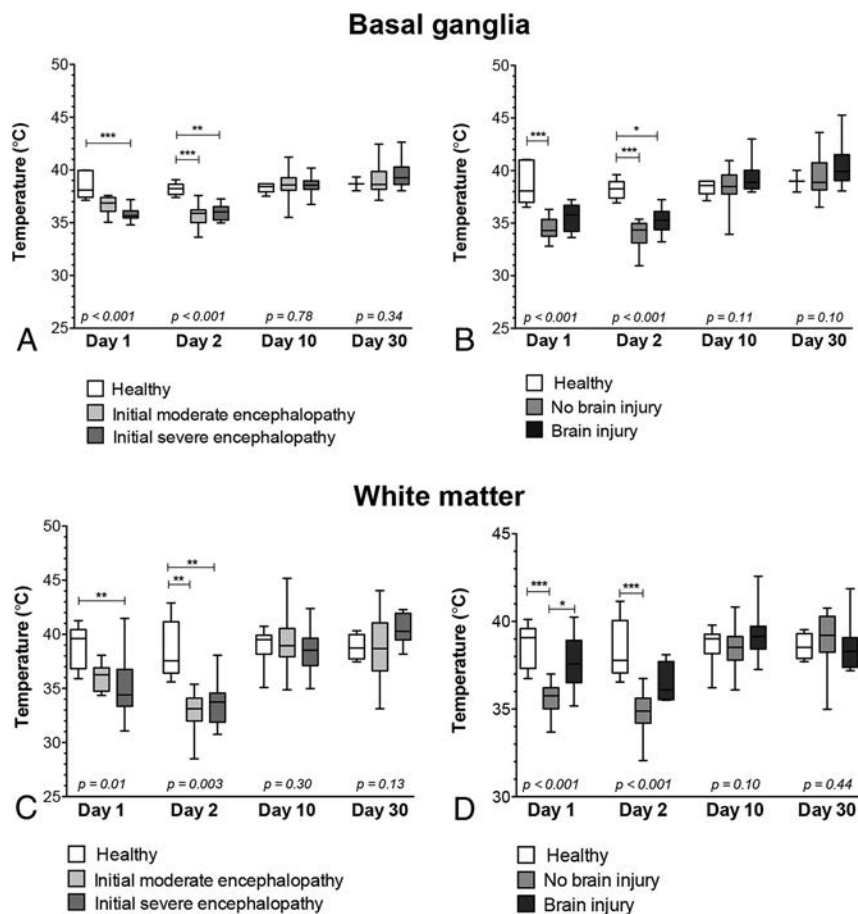 Basal ganglia
50
45
40
35
30
25
Temperature (°C)
***
**
***
p < 0.001
p < 0.001
p = 0.78
p = 0.34
A
Day 1
Day 2
Day 10
Day 30
Healthy
Initial moderate encephalopathy
Initial severe encephalopathy
50
45
40
35
30
25
Temperature (°C)
***
*
***
p < 0.001
p < 0.001
p = 0.11
p = 0.10
B
Day 1
Day 2
Day 10
Day 30
Healthy
No brain injury
Brain injury
White matter
50
45
40
35
30
25
Temperature (°C)
**
**
**
p = 0.01
p = 0.003
p = 0.30
p = 0.13
C
Day 1
Day 2
Day 10
Day 30
Healthy
Initial moderate encephalopathy
Initial severe encephalopathy
45
40
35
30
Temperature (°C)
***
*
***
p < 0.001
p < 0.001
p = 0.10
p = 0.44
D
Day 1
Day 2
Day 10
Day 30
Healthy
No brain injury
Brain injury